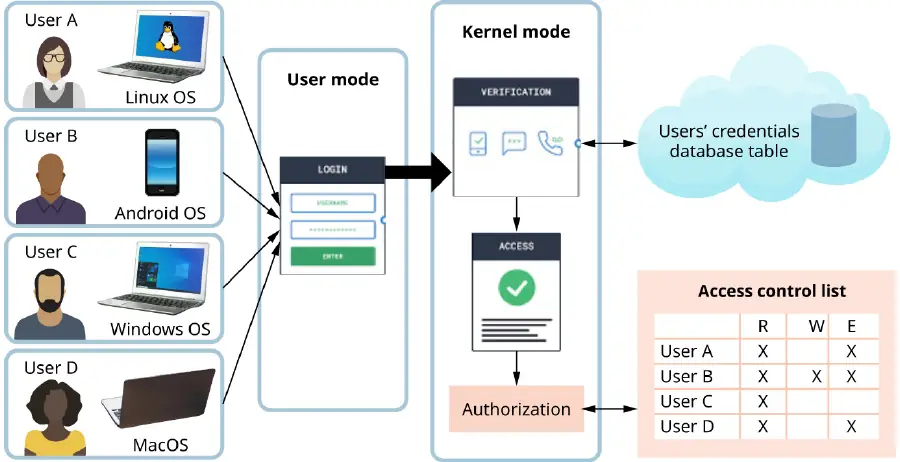 User A
Linux OS
User B
Android OS
User C
Windows OS
User D
MacOS
User mode
LOGIN
USERNAME
ENTER
Kernel mode
VERIFICATION
ACCESS
Authorization
Users’ credentials
database table
Access control list
R W E
User A X X
User B X X X
User C X
User D X X